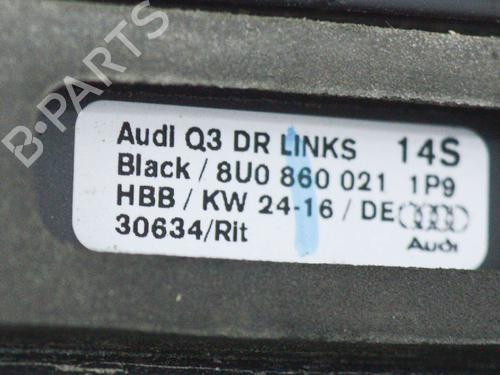 B-PARTS
Audi Q3 DR LINKS 14S
Black / 8U0 860 021 1P9
HBB / KW 24-16 / DE
30634/Rit
Audi